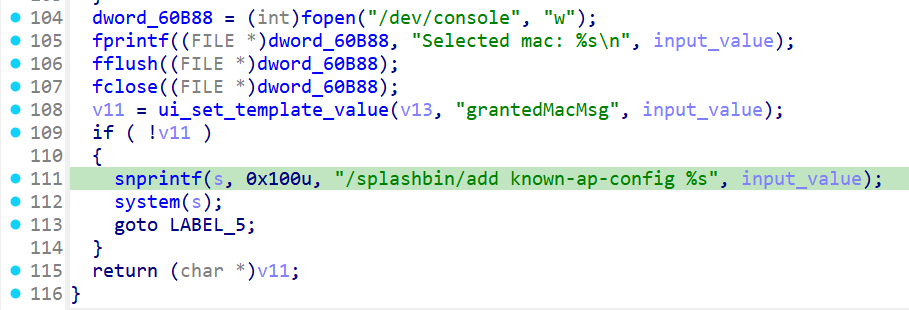 104 dword_60B88 = (int)fopen("/dev/console", "w");
105 fprintf((FILE *)dword_60B88, "Selected mac: %s\n", input_value);
106 fflush((FILE *)dword_60B88);
107 fclose((FILE *)dword_60B88);
108 v11 = ui_set_template_value(v13, "grantedMacMsg", input_value);
109 if ( !v11 )
110 {
111 snprintf(s, 0x100u, "/splashbin/add known-ap-config %s", input_value);
112 system(s);
113 goto LABEL_5;
114 }
115 return (char *)v11;
116 }